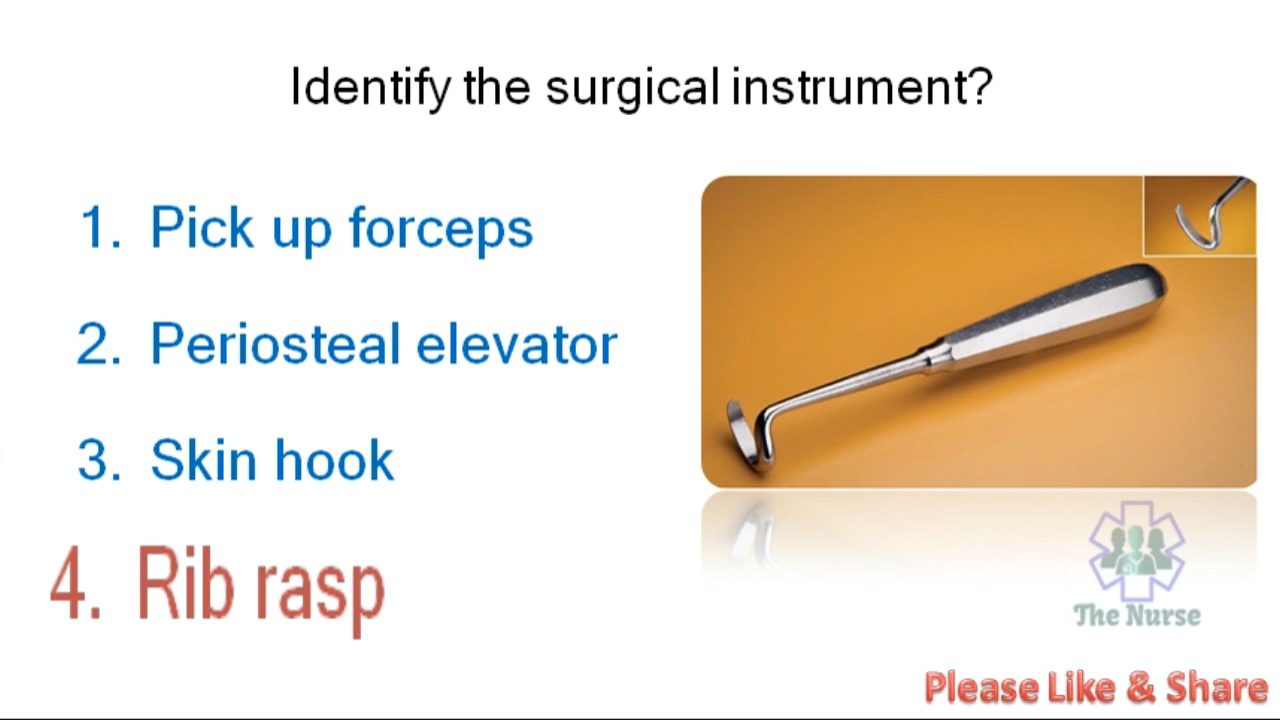 Identify the surgical instrument?
1. Pick up forceps
2. Periosteal elevator
3. Skin hook
4. Rib rasp
The Nurse
Please Like & Share